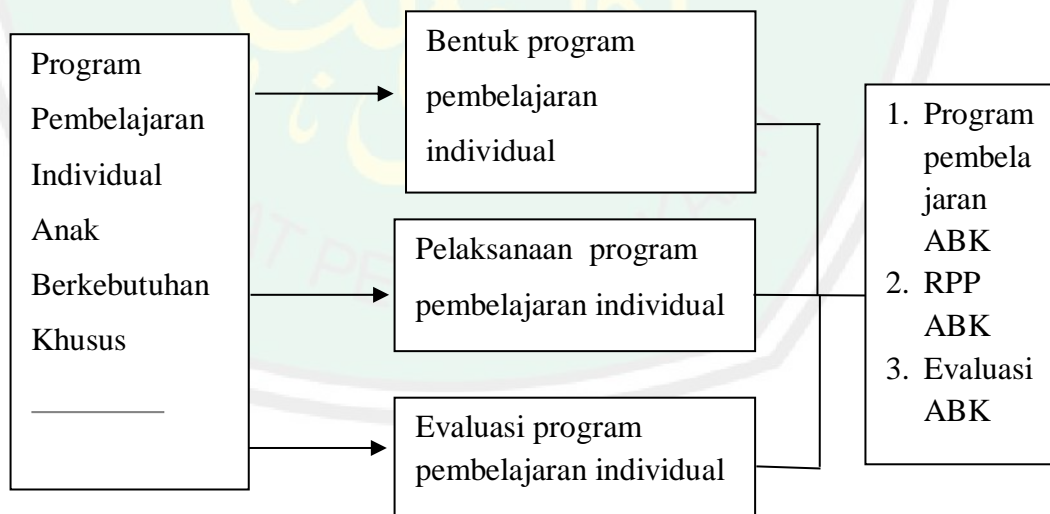 Program
Pembelajaran
Individual
Anak
Berkebutuhan
Khusus
Bentuk program
pembelajaran
individual
Pelaksanaan program
pembelajaran individual
Evaluasi program
pembelajaran individual
1. Program
pembela
jaran
ABK
2. RPP
ABK
3. Evaluasi
ABK